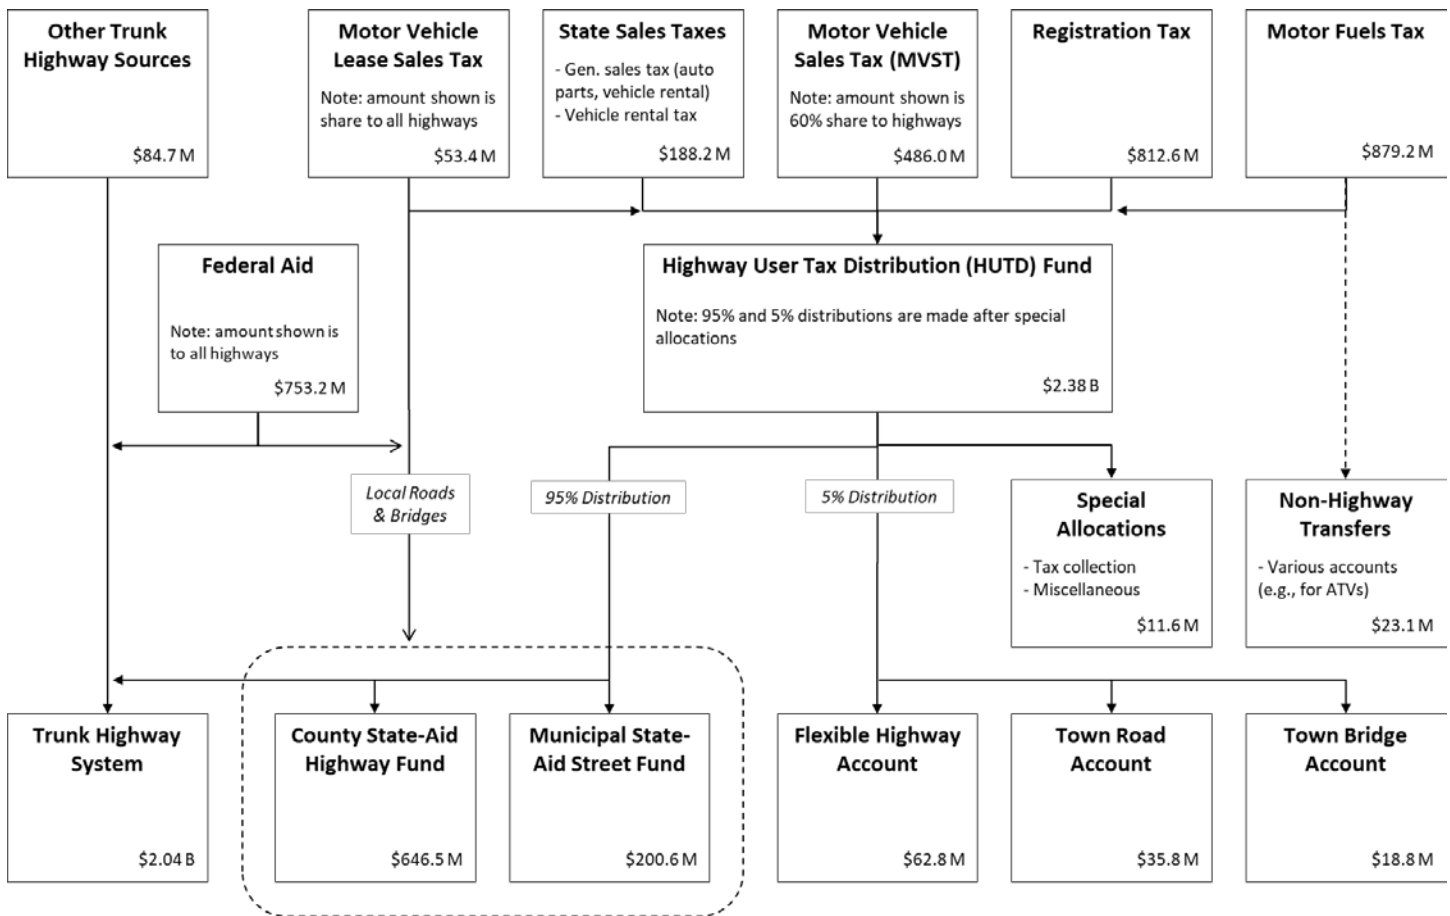 Other Trunk
Highway Sources
$84.7 M
Motor Vehicle
Lease Sales Tax
Note: amount shown is
share to all highways
$53.4 M
State Sales Taxes
- Gen. sales tax (auto
parts, vehicle rental)
- Vehicle rental tax
$188.2 M
Motor Vehicle
Sales Tax (MVST)
Note: amount shown is
60% share to highways
$486.0 M
Registration Tax
$812.6 M
Motor Fuels Tax
$879.2 M
Federal Aid
Note: amount shown is
to all highways
$753.2 M
Highway User Tax Distribution (HUTD) Fund
Note: 95% and 5% distributions are made after special
allocations
$2.38 B
Local Roads
& Bridges
95% Distribution
5% Distribution
Special
Allocations
- Tax collection
- Miscellaneous
$11.6 M
Non-Highway
Transfers
- Various accounts
(e.g., for ATVs)
$23.1 M
Trunk Highway
System
$2.04 B
County State-Aid
Highway Fund
$646.5 M
Municipal State-
Aid Street Fund
$200.6 M
Flexible Highway
Account
$62.8 M
Town Road
Account
$35.8 M
Town Bridge
Account
$18.8 M